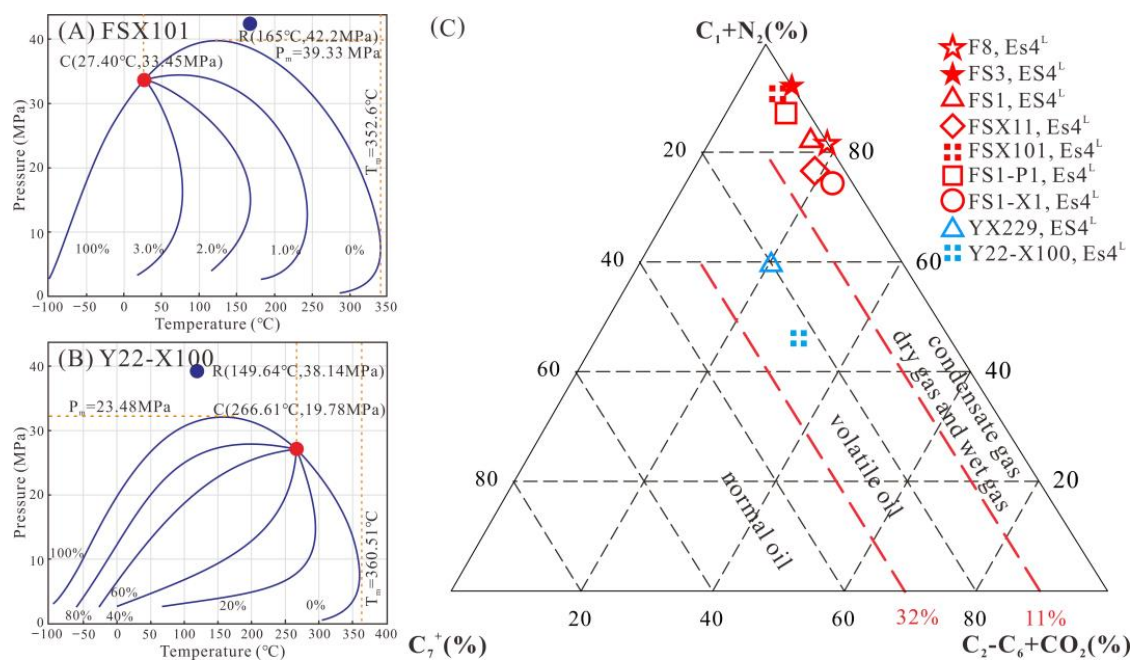 (A) FSX101
R(165℃,42.2MPa)
Pm=39.33 MPa
C(27.40℃,33.45MPa)
Tm=352.6℃
Pressure (MPa)
40
30
20
10
0
100%
3.0%
2.0%
1.0%
0%
-100
-50
0
50
100
150
200
250
300
350
Temperature (℃)
(B) Y22-X100
R(149.64℃,38.14MPa)
Pm=23.48MPa
C(266.61℃,19.78MPa)
Tm=360.51℃
Pressure (MPa)
40
30
20
10
0
100%
80%
40%
60%
20%
0%
-100
-50
0
50
100
150
200
250
300
350
400
Temperature (℃)
(C)
C₁+N₂(%)
20
80
40
60
60
40
80
20
normal oil
volatile oil
condensate gas
dry gas and wet gas
20
40
60
32%
80
11%
C₇⁺(%)
C₂-C₆+CO₂(%)
F8, Es4ᴸ
FS3, ES4ᴸ
FS1, ES4ᴸ
FSX11, Es4ᴸ
FSX101, Es4ᴸ
FS1-P1, Es4ᴸ
FS1-X1, Es4ᴸ
YX229, ES4ᴸ
Y22-X100, Es4ᴸ